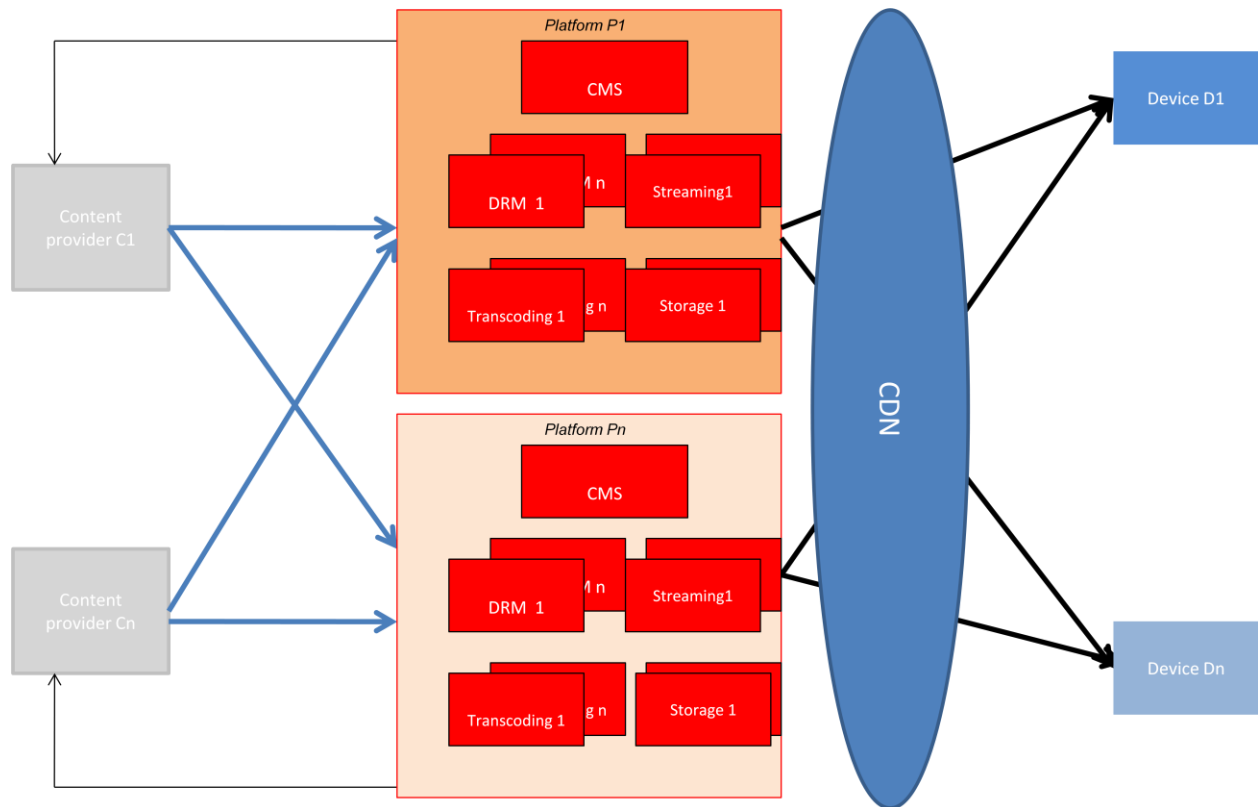 Platform P1
CMS
DRM  1
M n
Streaming1
Transcoding 1
g n
Storage 1
Content
provider C1
Platform Pn
CMS
DRM  1
M n
Streaming1
Transcoding 1
g n
Storage 1
Content
provider Cn
CDN
Device D1
Device Dn